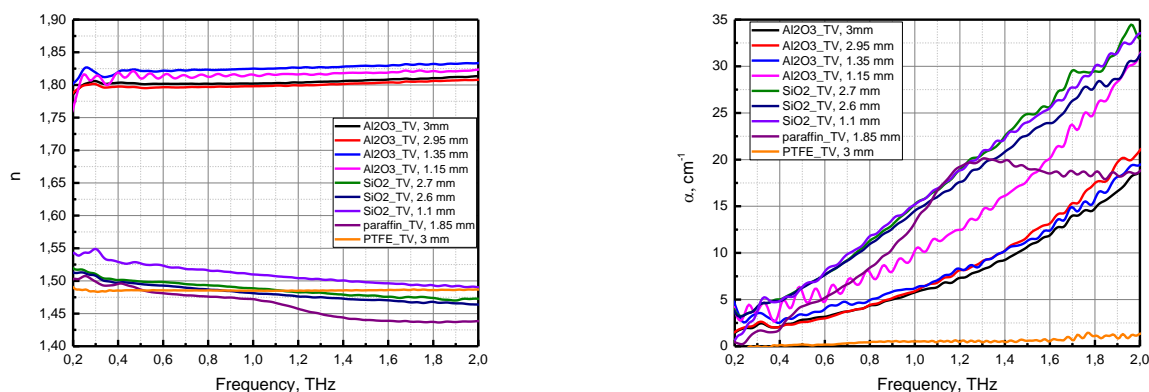 1,90
1,85
1,80
1,75
1,70
1,65
1,60
1,55
1,50
1,45
1,40
n
0,2 0,4 0,6 0,8 1,0 1,2 1,4 1,6 1,8 2,0
Frequency, THz
Al2O3_TV, 3mm
Al2O3_TV, 2.95 mm
Al2O3_TV, 1.35 mm
Al2O3_TV, 1.15 mm
SiO2_TV, 2.7 mm
SiO2_TV, 2.6 mm
SiO2_TV, 1.1 mm
paraffin_TV, 1.85 mm
PTFE_TV, 3 mm
35
30
25
20
15
10
5
0
α, cm⁻¹
0,2 0,4 0,6 0,8 1,0 1,2 1,4 1,6 1,8 2,0
Frequency, THz
Al2O3_TV, 3mm
Al2O3_TV, 2.95 mm
Al2O3_TV, 1.35 mm
Al2O3_TV, 1.15 mm
SiO2_TV, 2.7 mm
SiO2_TV, 2.6 mm
SiO2_TV, 1.1 mm
paraffin_TV, 1.85 mm
PTFE_TV, 3 mm